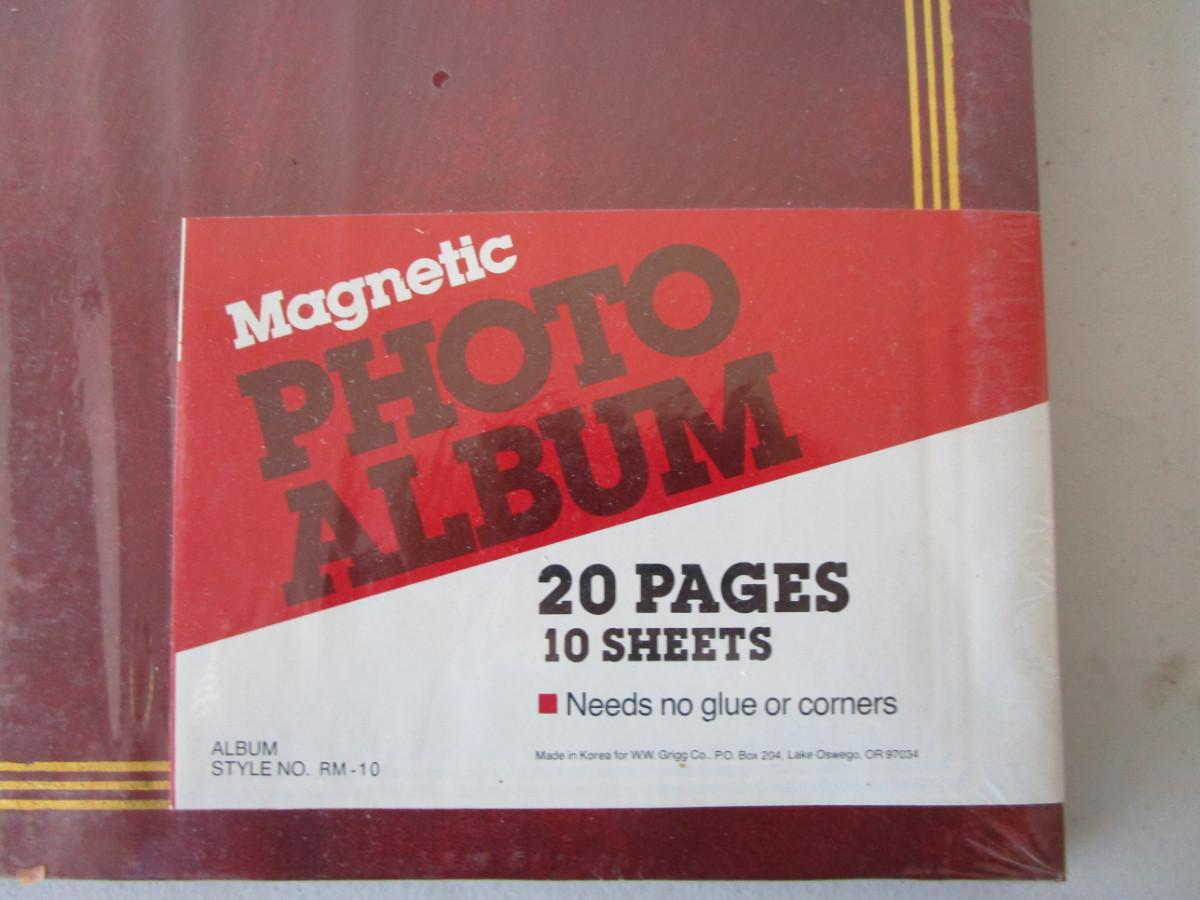 Magnetic
PHOTO
ALBUM
20 PAGES
10 SHEETS
■ Needs no glue or corners
ALBUM
STYLE NO. RM-10
Made in Korea for W.W. Grigg Co., P.O. Box 204, Lake Oswego, OR 97034